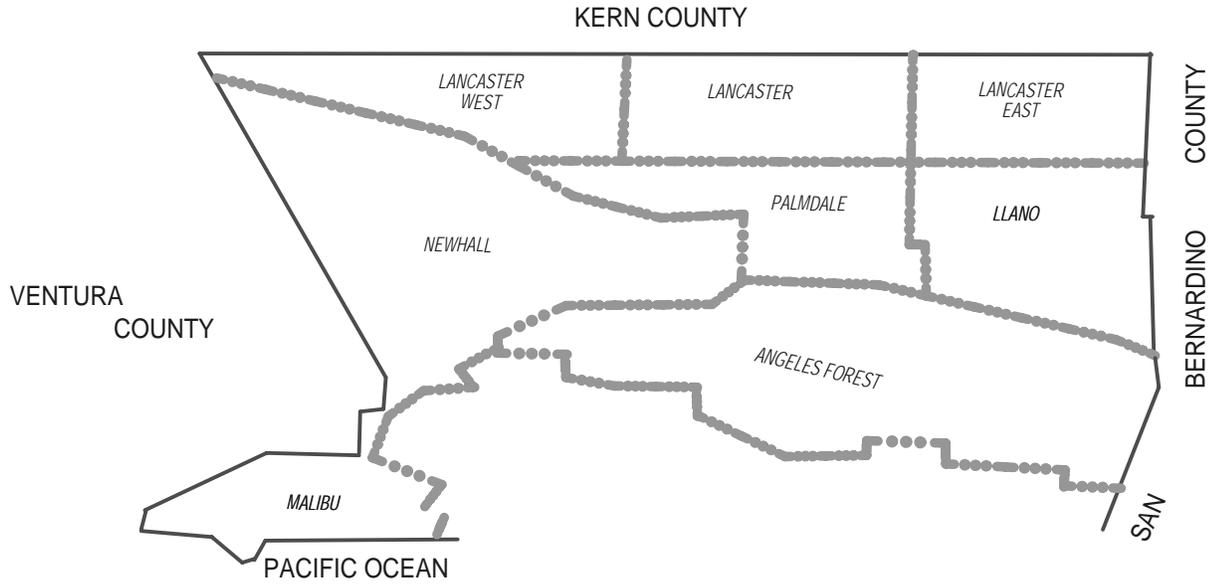 KERN COUNTY
LANCASTER
WEST
LANCASTER
LANCASTER
EAST
COUNTY
PALMDALE
LLANO
NEWHALL
VENTURA
COUNTY
BERNARDINO
ANGELES FOREST
MALIBU
SAN
PACIFIC OCEAN